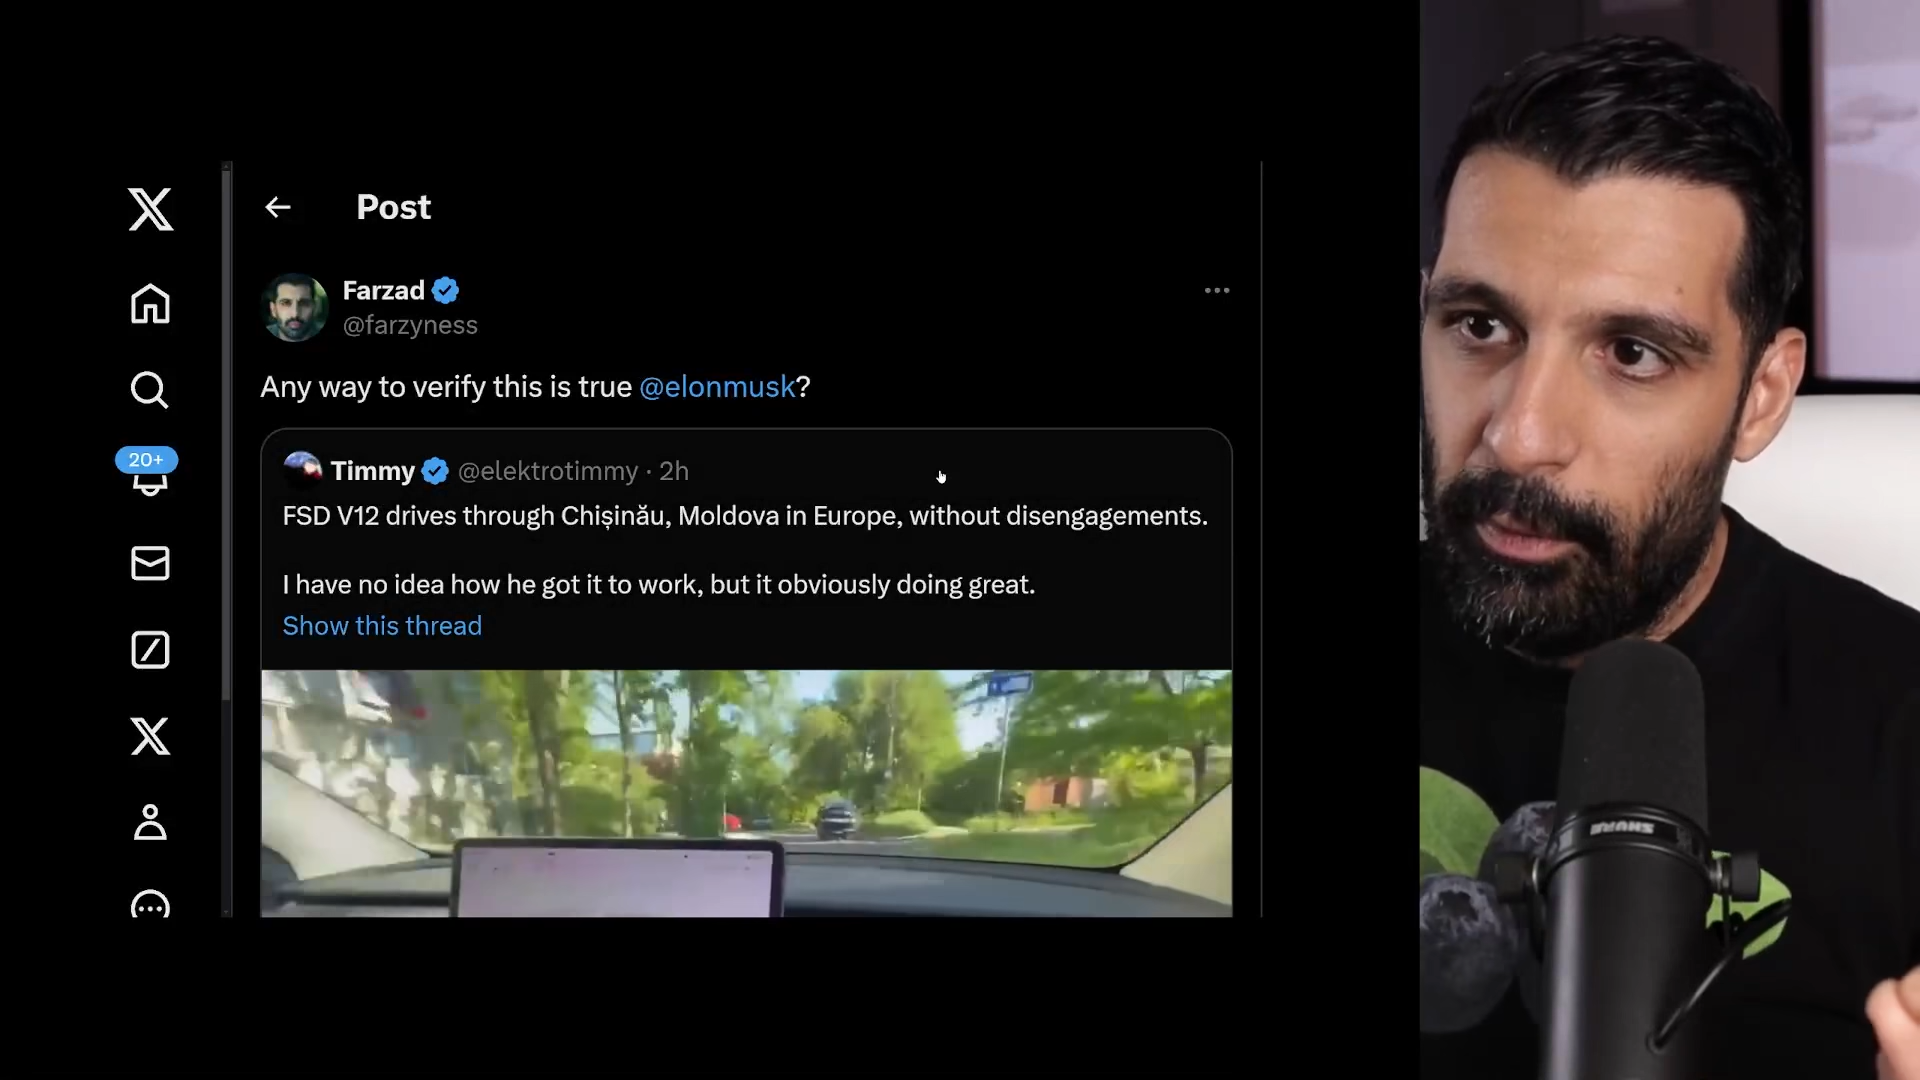 Post
Farzad
@farzyness
Any way to verify this is true @elonmusk?
20+
Timmy @elektrotimmy · 2h
FSD V12 drives through Chișinău, Moldova in Europe, without disengagements.
I have no idea how he got it to work, but it obviously doing great.
Show this thread
SHURE